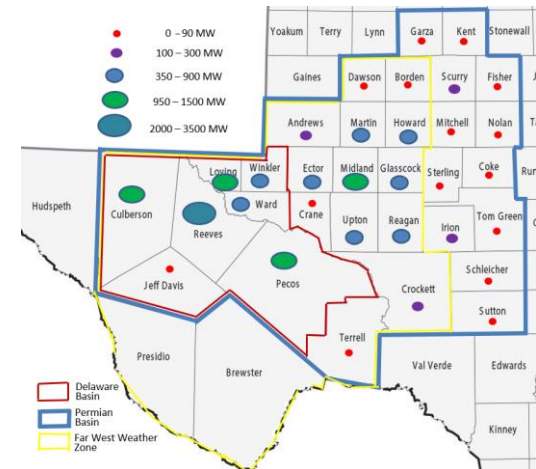 0 – 90 MW
100 – 300 MW
350 – 900 MW
950 – 1500 MW
2000 – 3500 MW
Yoakum Terry Lynn Garza Kent Stonewall
Gaines Dawson Borden Scurry Fisher
Andrews Martin Howard Mitchell Nolan
Loving Winkler Ector Midland Glasscock Sterling Coke
Hudspeth Culberson Reeves Ward Crane Upton Reagan Irion Tom Green
Jeff Davis Pecos Crockett Schleicher
Sutton
Terrell
Presidio Brewster Val Verde Edwards
Kinney
Delaware
Basin
Permian
Basin
Far West Weather
Zone